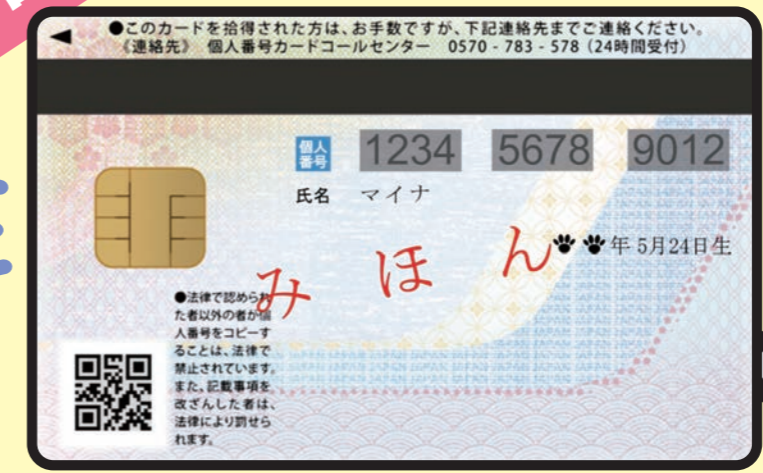 ●このカードを拾得された方は、お手数ですが、下記連絡先までご連絡ください。
《連絡先》 個人番号カードコールセンター 0570 - 783 - 578（24時間受付）
個人番号 1234 5678 9012
氏名 マイナ
年 5月24日生
みほん
●法律で認められ
た者以外の者が個
人番号をコピーす
ることは、法律で
禁止されています。
また、記載事項を
改ざんした者は、
法律により罰せら
れます。